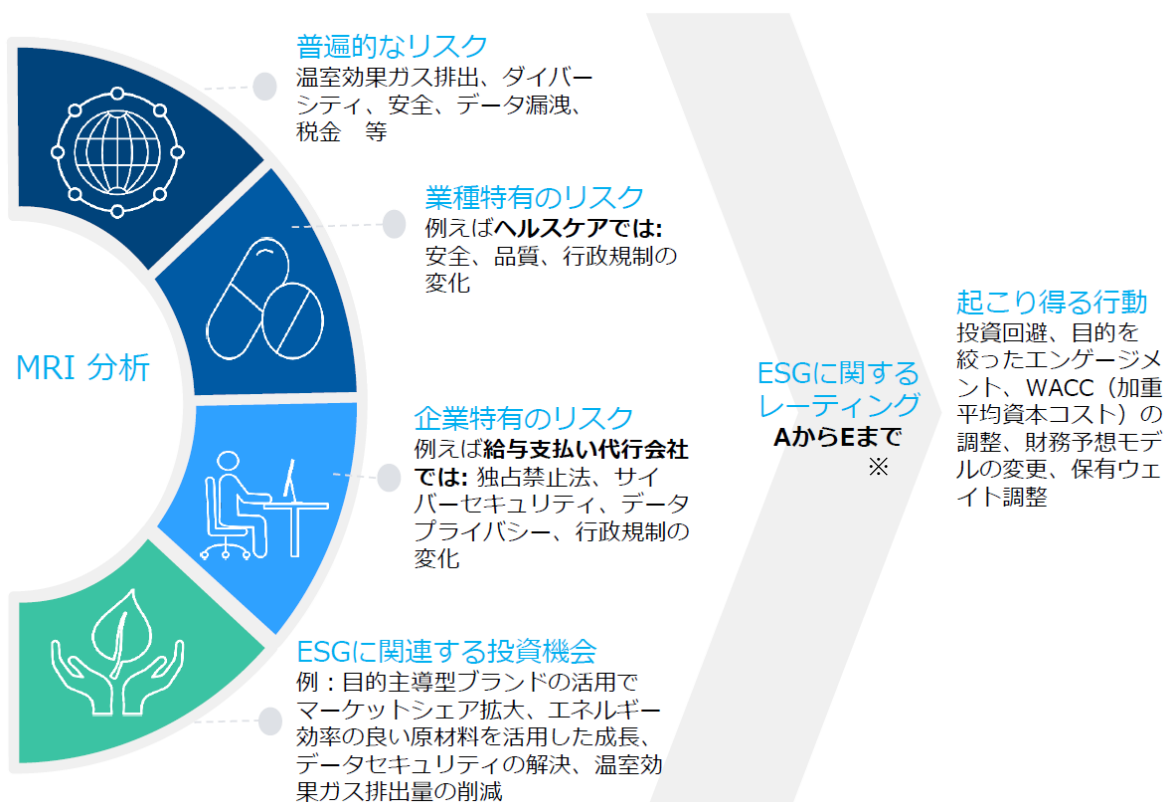 普遍的なリスク
温室効果ガス排出、ダイバー
シティ、安全、データ漏洩、
税金　等
業種特有のリスク
例えばヘルスケアでは:
安全、品質、行政規制の
変化
MRI 分析
企業特有のリスク
例えば給与支払い代行会社
では: 独占禁止法、サイ
バーセキュリティ、データ
プライバシー、行政規制の
変化
ESGに関連する投資機会
例：目的主導型ブランドの活用で
マーケットシェア拡大、エネルギー
効率の良い原材料を活用した成長、
データセキュリティの解決、温室効
果ガス排出量の削減
ESGに関する
レーティング
AからEまで
※
起こり得る行動
投資回避、目的を
絞ったエンゲージメ
ント、WACC（加重
平均資本コスト）の
調整、財務予想モデ
ルの変更、保有ウェ
イト調整